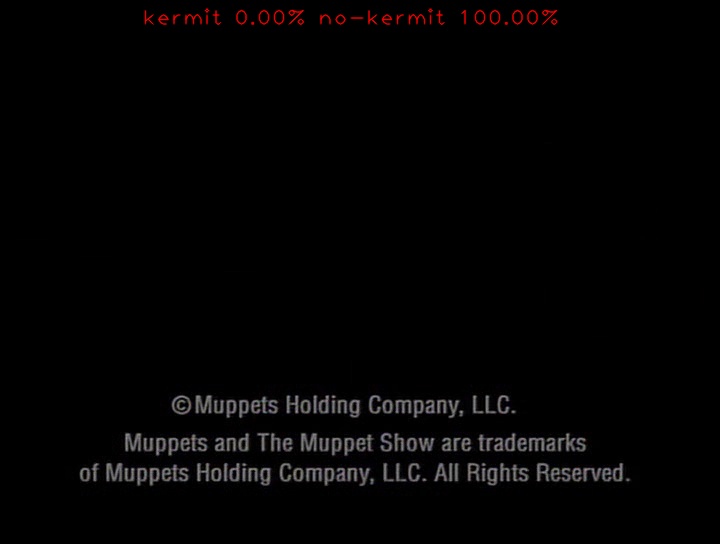 kermit 0.00% no-kermit 100.00%
©Muppets Holding Company, LLC.
Muppets and The Muppet Show are trademarks
of Muppets Holding Company, LLC. All Rights Reserved.